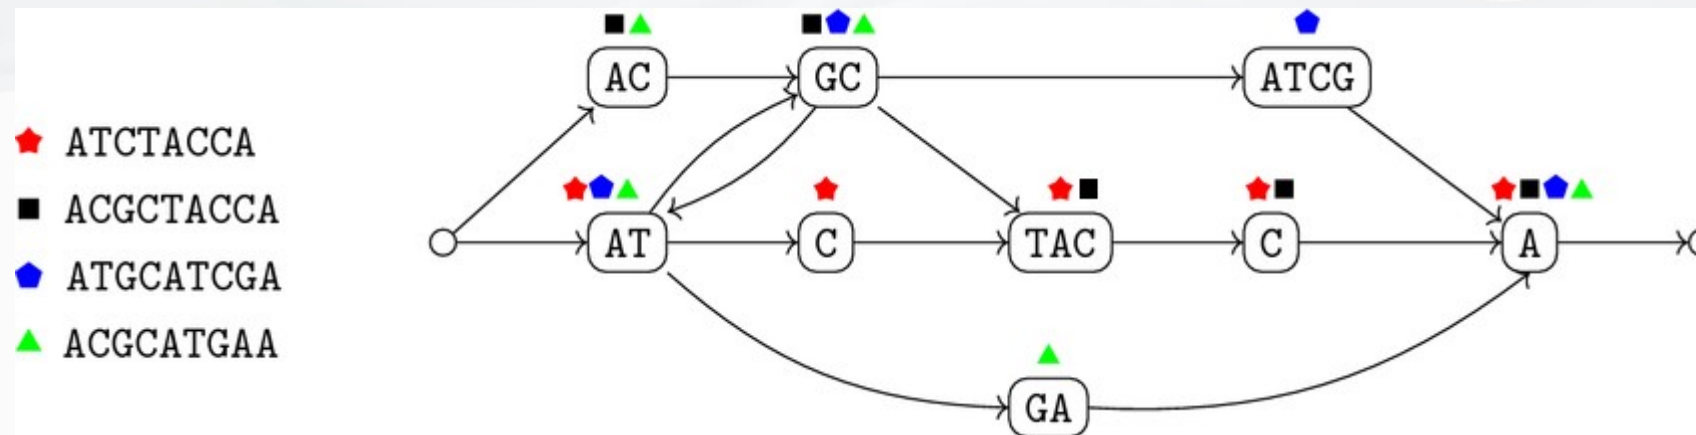 AC GC ATCG
ATCTACCA
ACGCTACCA
AT C TAC C A
ATGCATCGA
ACGCATGAA
GA